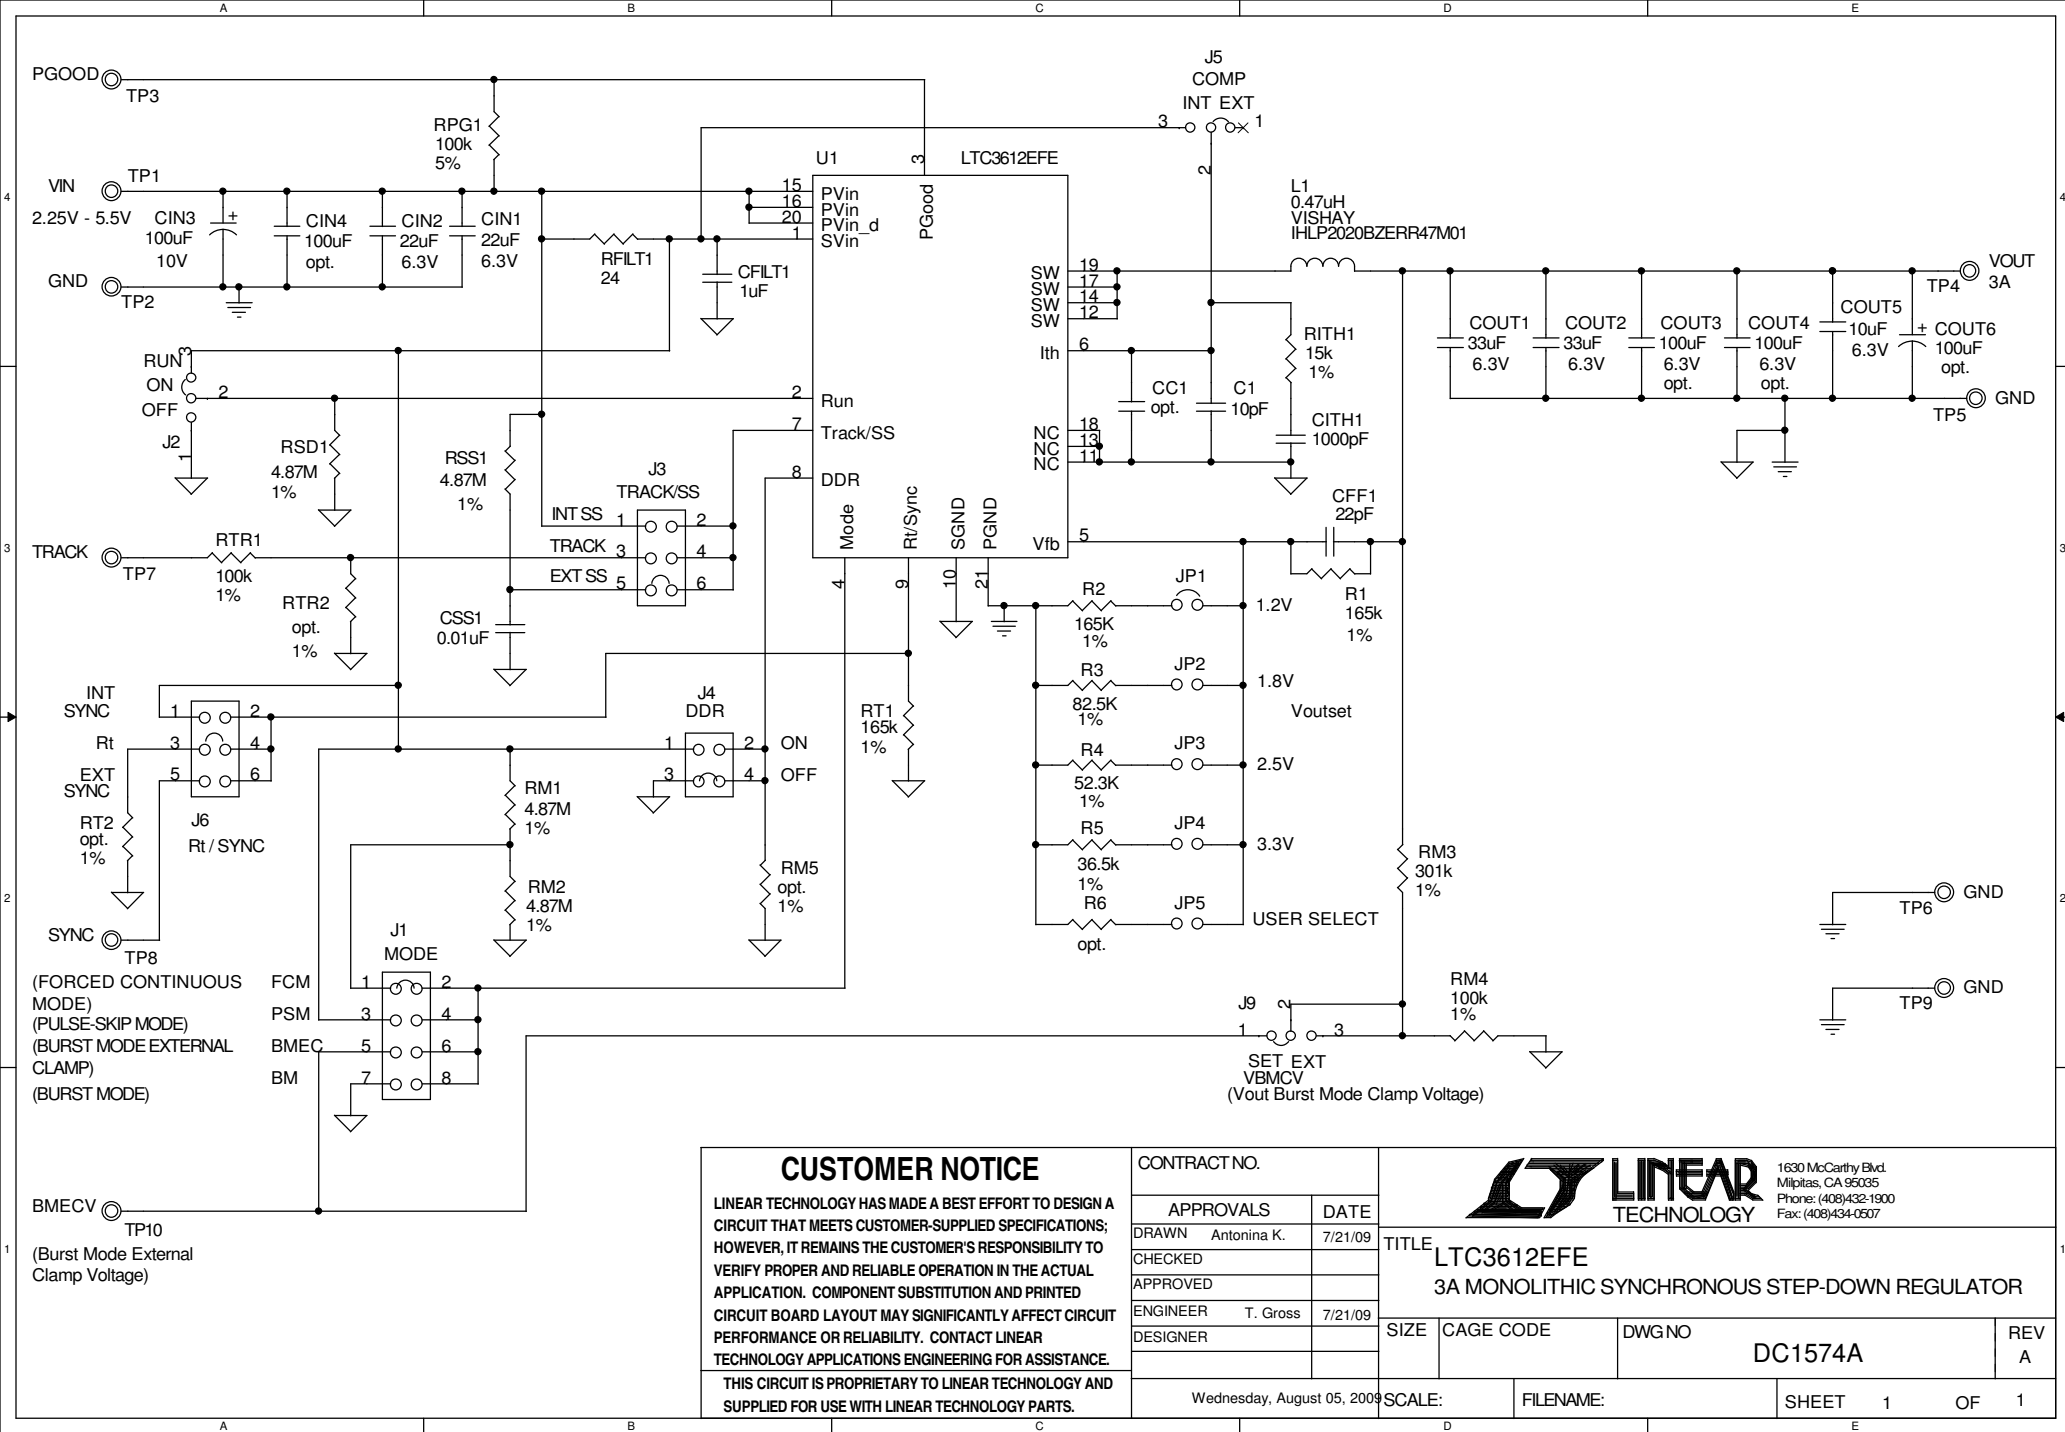 A B C D E
4
3
2
1
4
3
2
1
A B C D E
PGOOD
TP3
RPG1
100k
5%
VIN
TP1
2.25V - 5.5V
CIN3
100uF
10V
+
CIN4
100uF
opt.
CIN2
22uF
6.3V
CIN1
22uF
6.3V
GND
TP2
RFILT1
24
CFILT1
1uF
J5
COMP
INT EXT
3 1
2
U1
LTC3612EFE
3
PGood
15 PVin
16 PVin
20 PVin_d
1 SVin
2 Run
7 Track/SS
8 DDR
Mode
4
Rt/Sync
9
SGND
10
PGND
21
SW 19
SW 17
SW 14
SW 12
Ith 6
NC 18
NC 13
NC 11
Vfb 5
L1
0.47uH
VISHAY
IHLP2020BZERR47M01
VOUT
TP4
3A
COUT1
33uF
6.3V
COUT2
33uF
6.3V
COUT3
100uF
6.3V
opt.
COUT4
100uF
6.3V
opt.
COUT5
10uF
6.3V
+ COUT6
100uF
opt.
GND
TP5
RITH1
15k
1%
CC1
opt.
C1
10pF
CITH1
1000pF
CFF1
22pF
R1
165k
1%
RUN
3
ON
2
OFF
J2
1
RSD1
4.87M
1%
RSS1
4.87M
1%
J3
TRACK/SS
INT SS 1 2
TRACK 3 4
EXT SS 5 6
TRACK
TP7
RTR1
100k
1%
RTR2
opt.
1%
CSS1
0.01uF
R2
165K
1%
JP1
1.2V
R3
82.5K
1%
JP2
1.8V
Voutset
R4
52.3K
1%
JP3
2.5V
R5
36.5k
1%
JP4
3.3V
R6
opt.
JP5
USER SELECT
INT
SYNC
1 2
Rt
3 4
EXT
SYNC
5 6
J6
Rt / SYNC
RT2
opt.
1%
J4
DDR
1 2 ON
3 4 OFF
RT1
165k
1%
RM1
4.87M
1%
RM2
4.87M
1%
RM5
opt.
1%
RM3
301k
1%
RM4
100k
1%
SYNC
TP8
J1
MODE
(FORCED CONTINUOUS
MODE)
FCM 1 2
(PULSE-SKIP MODE)
PSM 3 4
(BURST MODE EXTERNAL
CLAMP)
BMEC 5 6
(BURST MODE)
BM 7 8
J9
2
1 3
SET EXT
VBMCV
(Vout Burst Mode Clamp Voltage)
GND
TP6
GND
TP9
BMECV
TP10
(Burst Mode External
Clamp Voltage)
CUSTOMER NOTICE
LINEAR TECHNOLOGY HAS MADE A BEST EFFORT TO DESIGN A
CIRCUIT THAT MEETS CUSTOMER-SUPPLIED SPECIFICATIONS;
HOWEVER, IT REMAINS THE CUSTOMER'S RESPONSIBILITY TO
VERIFY PROPER AND RELIABLE OPERATION IN THE ACTUAL
APPLICATION. COMPONENT SUBSTITUTION AND PRINTED
CIRCUIT BOARD LAYOUT MAY SIGNIFICANTLY AFFECT CIRCUIT
PERFORMANCE OR RELIABILITY. CONTACT LINEAR
TECHNOLOGY APPLICATIONS ENGINEERING FOR ASSISTANCE.
THIS CIRCUIT IS PROPRIETARY TO LINEAR TECHNOLOGY AND
SUPPLIED FOR USE WITH LINEAR TECHNOLOGY PARTS.
CONTRACT NO.
APPROVALS DATE
DRAWN Antonina K. 7/21/09
CHECKED
APPROVED
ENGINEER T. Gross 7/21/09
DESIGNER
Wednesday, August 05, 2009
LINEAR
TECHNOLOGY
1630 McCarthy Blvd.
Milpitas, CA 95035
Phone: (408)432-1900
Fax: (408)434-0507
TITLE LTC3612EFE
3A MONOLITHIC SYNCHRONOUS STEP-DOWN REGULATOR
SIZE CAGE CODE DWG NO REV
DC1574A A
SCALE: FILENAME: SHEET 1 OF 1